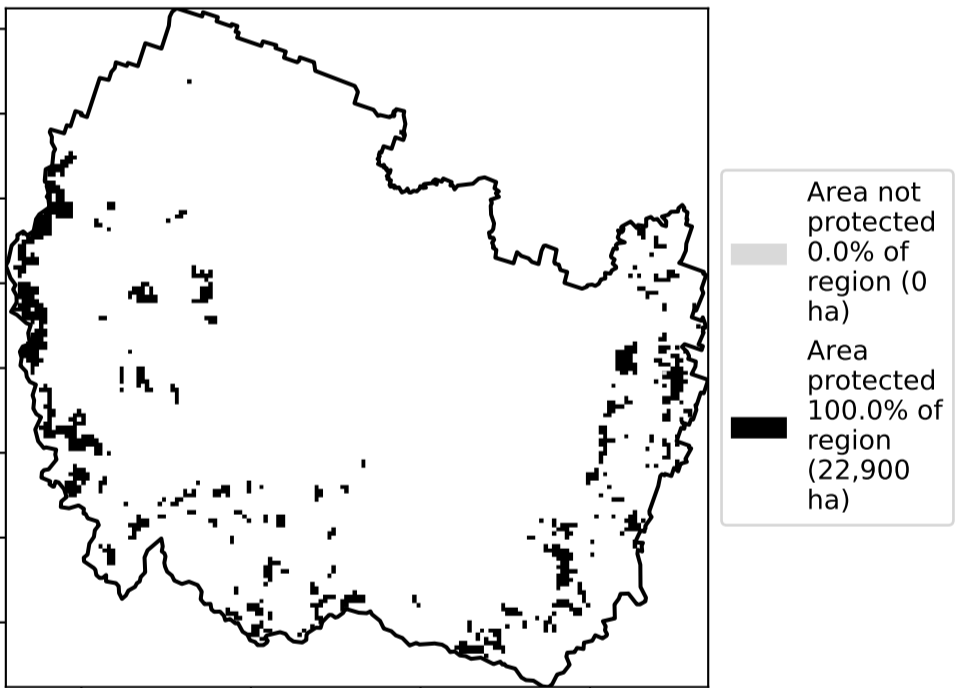 Area not
protected
0.0% of
region (0
ha)
Area
protected
100.0% of
region
(22,900
ha)